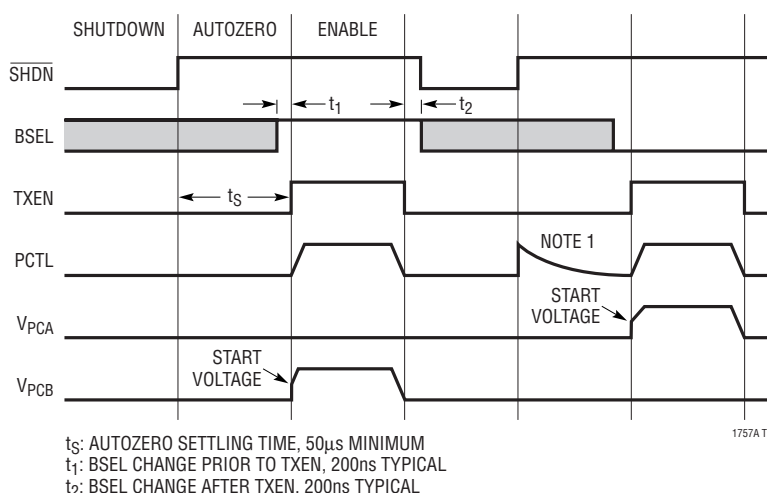 SHUTDOWN AUTOZERO ENABLE
SHDN
t1 t2
BSEL
TXEN
tS
PCTL
NOTE 1
START
VOLTAGE
VPCA
START
VOLTAGE
VPCB
1757A T
tS: AUTOZERO SETTLING TIME, 50µs MINIMUM
t1: BSEL CHANGE PRIOR TO TXEN, 200ns TYPICAL
t2: BSEL CHANGE AFTER TXEN, 200ns TYPICAL